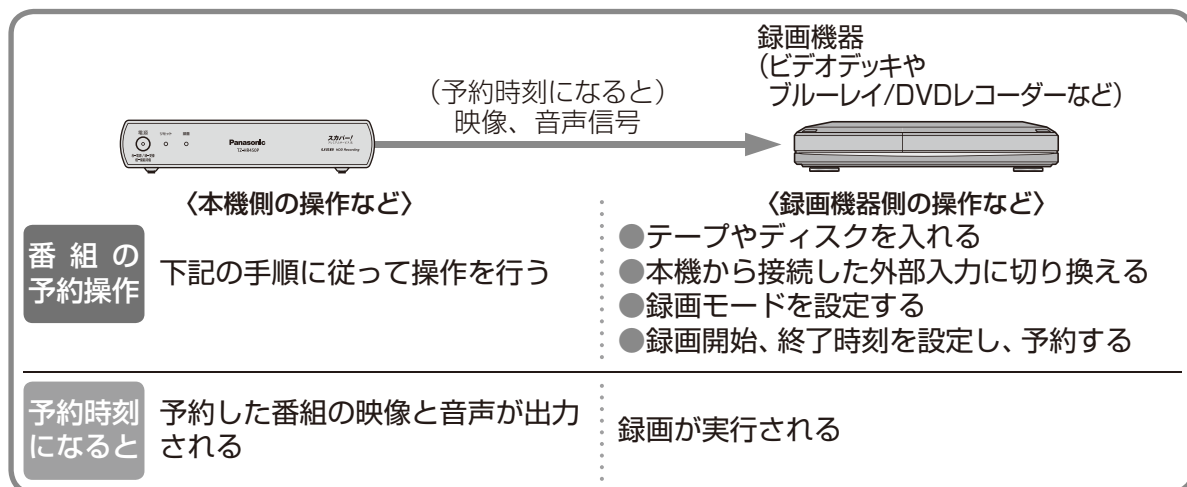 録画機器
(ビデオデッキや
ブルーレイ/DVDレコーダーなど)
(予約時刻になると)
映像、音声信号
電源
リセット
Panasonic
スカパー!
HDD Recording
〈本機側の操作など〉
〈録画機器側の操作など〉
番組の
予約操作
下記の手順に従って操作を行う
●テープやディスクを入れる
●本機から接続した外部入力に切り換える
●録画モードを設定する
●録画開始、終了時刻を設定し、予約する
予約時刻
になると
予約した番組の映像と音声が出力
される
録画が実行される